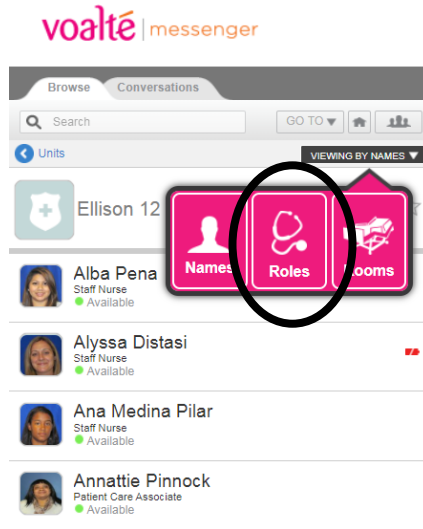 voalté | messenger
Browse Conversations
Search GO TO
Units VIEWING BY NAMES
Ellison 12
Names Roles Rooms
Alba Pena
Staff Nurse
Available
Alyssa Distasi
Staff Nurse
Available
Ana Medina Pilar
Staff Nurse
Available
Annattie Pinnock
Patient Care Associate
Available